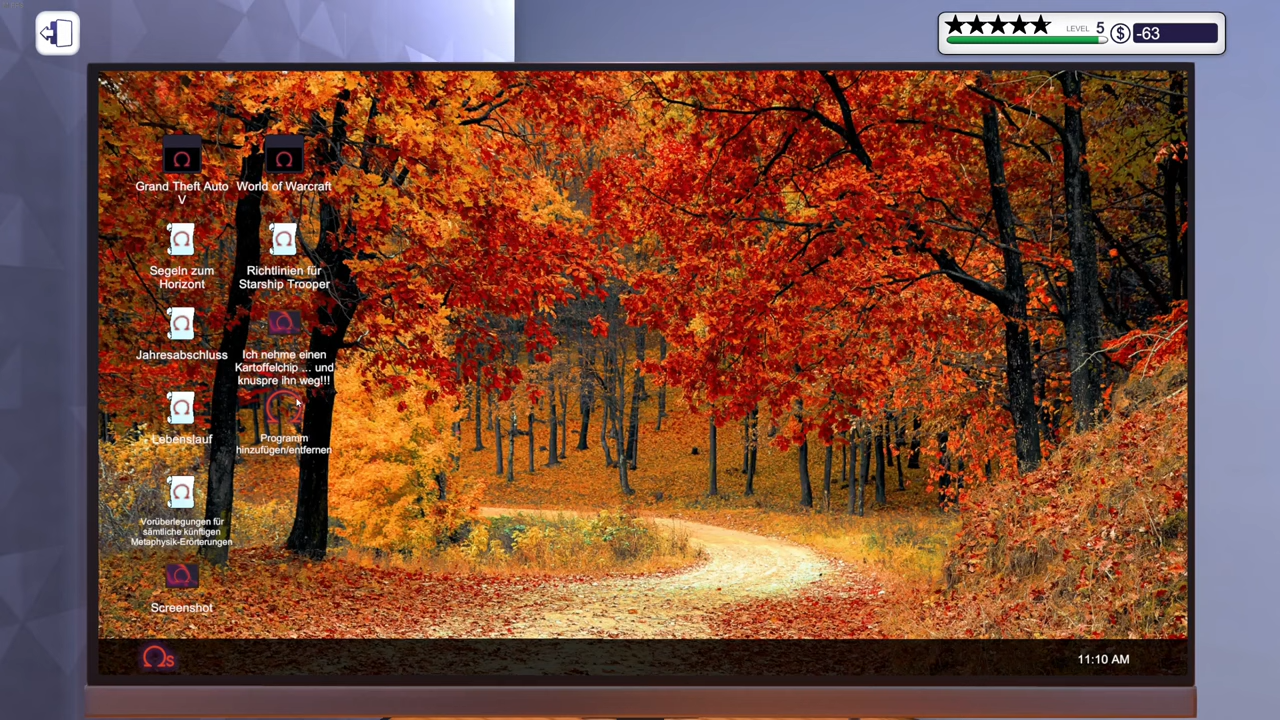 LEVEL 5
-63
Grand Theft Auto
V
World of Warcraft
Segeln zum
Horizont
Richtlinien für
Starship Trooper
Jahresabschluss
Ich nehme einen
Kartoffelchip ... und
knuspre ihn weg!!!
Lebenslauf
Programm
hinzufügen/entfernen
Vorüberlegungen für
sämtliche künftigen
Metaphysik-Erörterungen
Screenshot
Ωs
11:10 AM